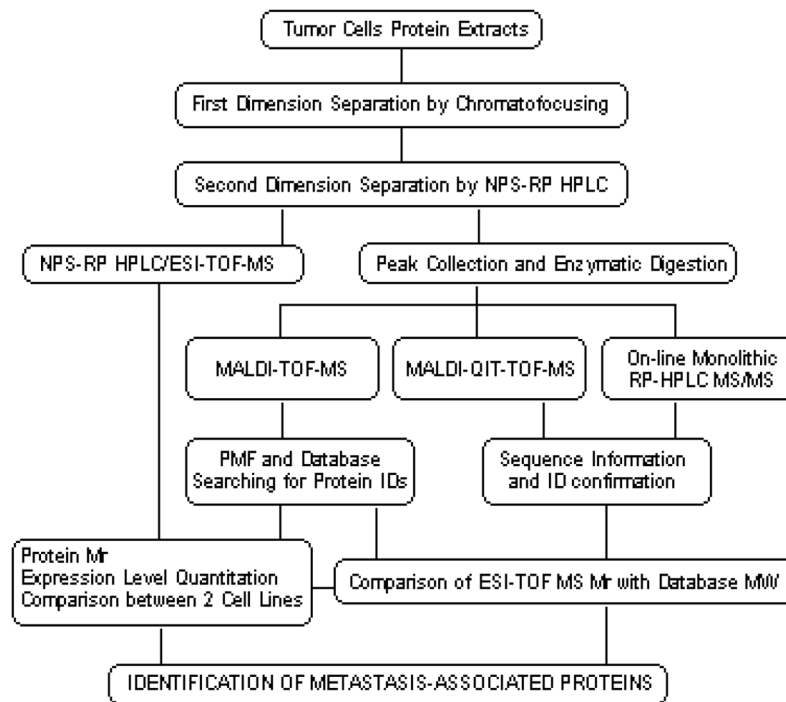 Tumor Cells Protein Extracts
First Dimension Separation by Chromatofocusing
Second Dimension Separation by NPS-RP HPLC
NPS-RP HPLC/ESI-TOF-MS
Peak Collection and Enzymatic Digestion
MALDI-TOF-MS
MALDI-QIT-TOF-MS
On-line Monolithic
RP-HPLC MS/MS
PMF and Database
Searching for Protein IDs
Sequence Information
and ID confirmation
Protein Mr
Expression Level Quantitation
Comparison between 2 Cell Lines
Comparison of ESI-TOF MS Mr with Database MW
IDENTIFICATION OF METASTASIS-ASSOCIATED PROTEINS